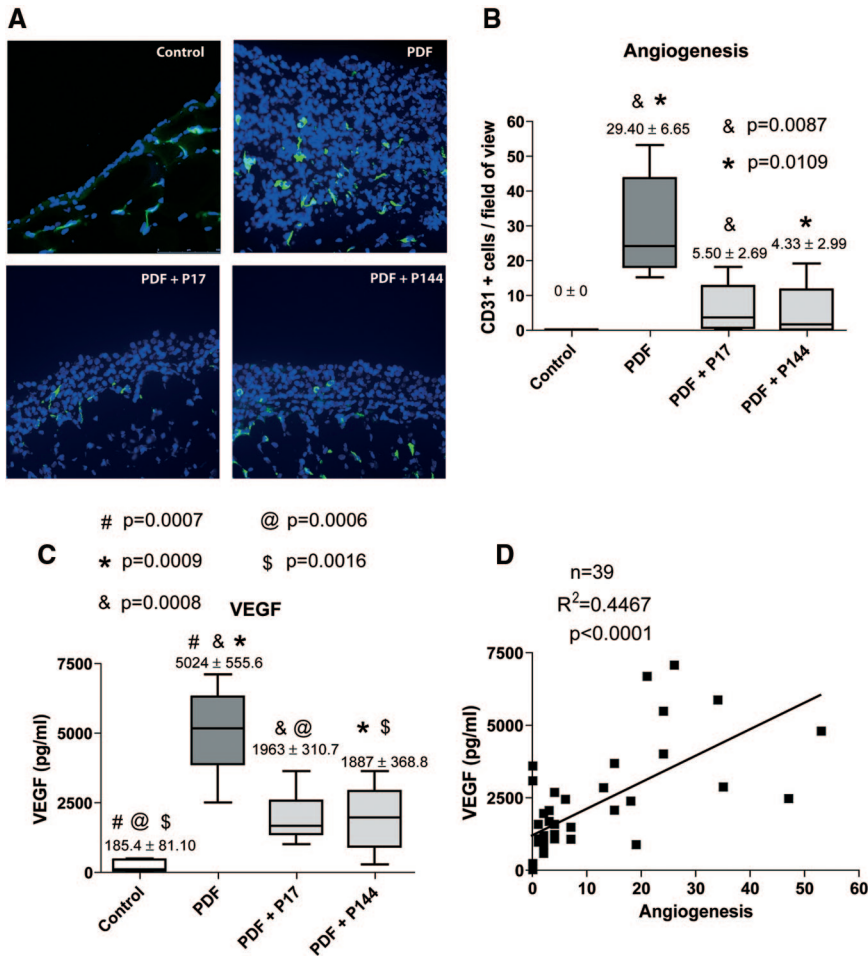 A
Control
PDF
PDF + P17
PDF + P144
B
Angiogenesis
& *
29.40 ± 6.65
& p=0.0087
* p=0.0109
&
5.50 ± 2.69
*
4.33 ± 2.99
0 ± 0
CD31 + cells / field of view
60
50
40
30
20
10
0
Control
PDF
PDF + P17
PDF + P144
# p=0.0007
@ p=0.0006
* p=0.0009
$ p=0.0016
& p=0.0008
C
VEGF
# & *
5024 ± 555.6
& @
1963 ± 310.7
* $
1887 ± 368.8
# @ $
185.4 ± 81.10
VEGF (pg/ml)
7500
5000
2500
0
Control
PDF
PDF + P17
PDF + P144
D
n=39
R²=0.4467
p<0.0001
VEGF (pg/ml)
7500
5000
2500
0
0
10
20
30
40
50
60
Angiogenesis